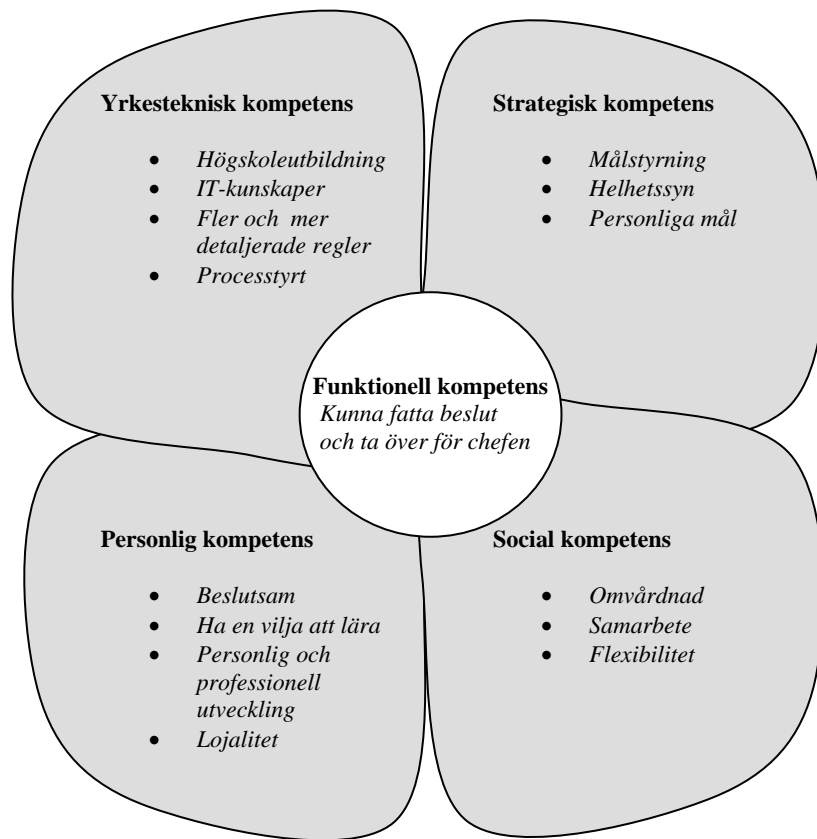 Yrkesteknisk kompetens
• Högskoleutbildning
• IT-kunskaper
• Fler och mer
detaljerade regler
• Processtyrt
Strategisk kompetens
• Målstyrning
• Helhetssyn
• Personliga mål
Funktionell kompetens
Kunna fatta beslut
och ta över för chefen
Personlig kompetens
• Beslutsam
• Ha en vilja att lära
• Personlig och
professionell
utveckling
• Lojalitet
Social kompetens
• Omvårdnad
• Samarbete
• Flexibilitet